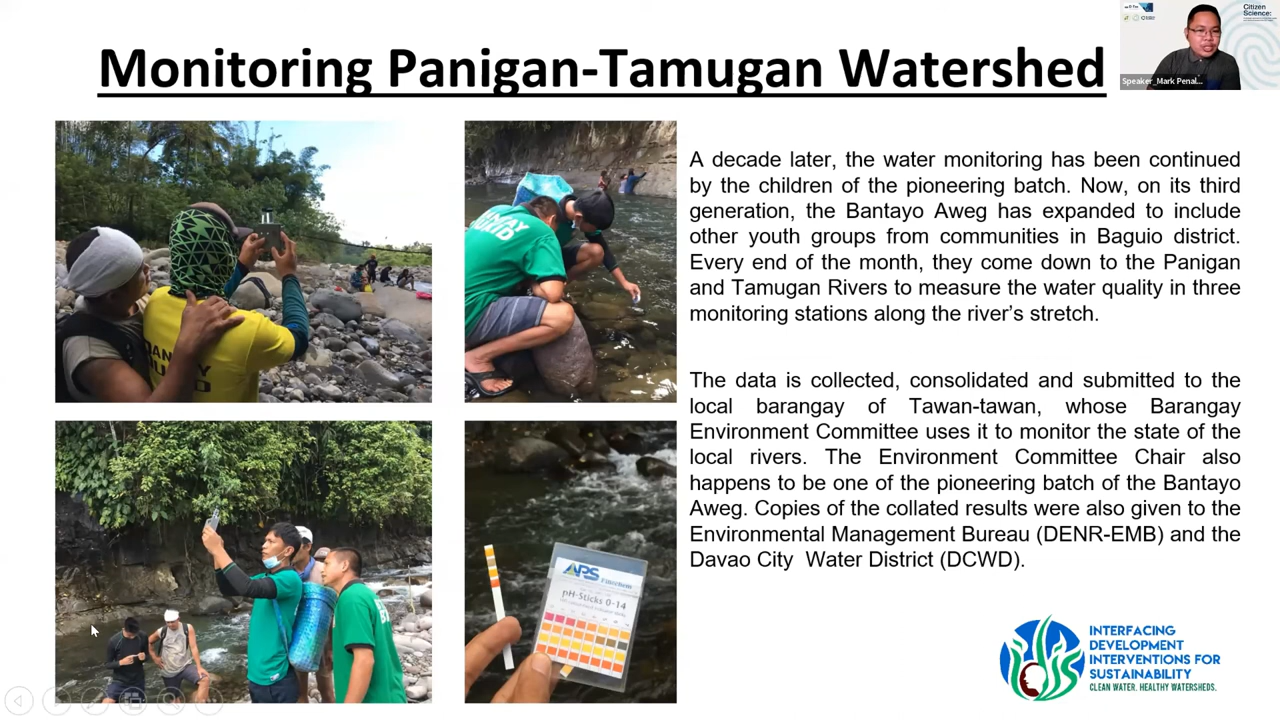 Monitoring Panigan-Tamugan Watershed
Citizen
Science:
Speaker_Mark Penal...
A decade later, the water monitoring has been continued
by the children of the pioneering batch. Now, on its third
generation, the Bantayo Aweg has expanded to include
other youth groups from communities in Baguio district.
Every end of the month, they come down to the Panigan
and Tamugan Rivers to measure the water quality in three
monitoring stations along the river's stretch.
The data is collected, consolidated and submitted to the
local barangay of Tawan-tawan, whose Barangay
Environment Committee uses it to monitor the state of the
local rivers. The Environment Committee Chair also
happens to be one of the pioneering batch of the Bantayo
Aweg. Copies of the collated results were also given to the
Environmental Management Bureau (DENR-EMB) and the
Davao City Water District (DCWD).
APS Finechem
pH-Sticks 0-14
INTERFACING
DEVELOPMENT
INTERVENTIONS FOR
SUSTAINABILITY
CLEAN WATER. HEALTHY WATERSHEDS.